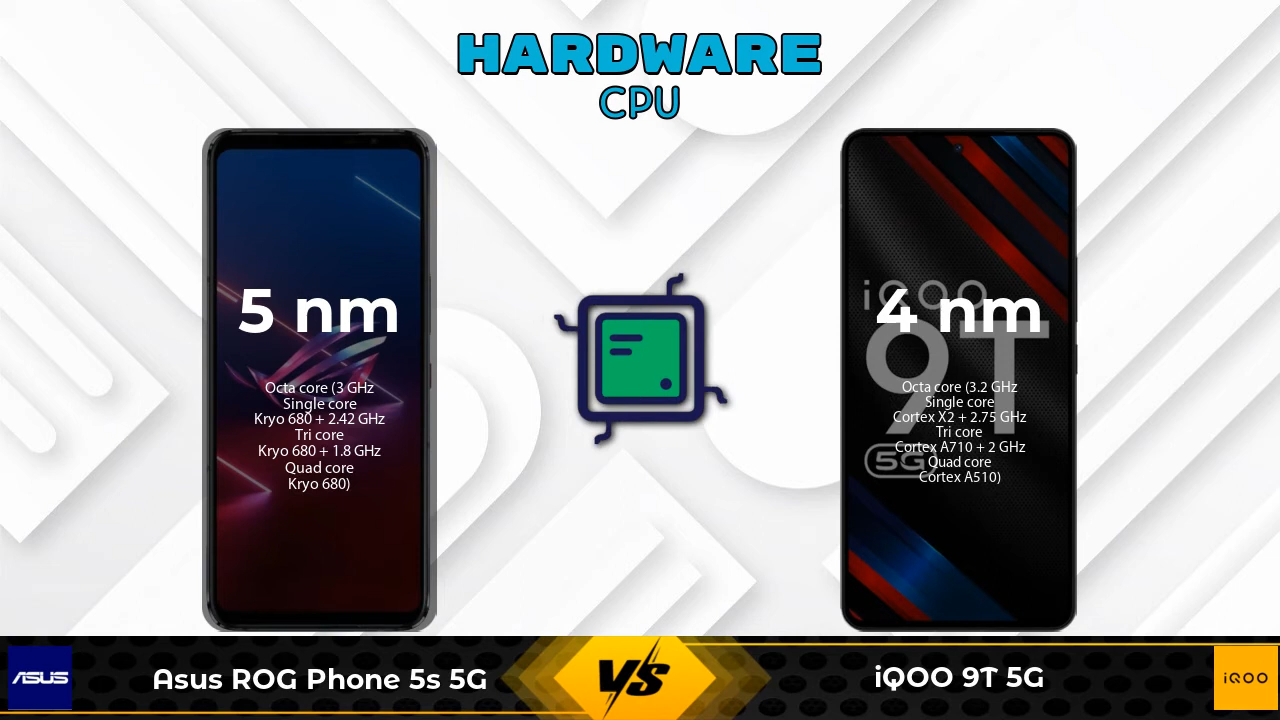 HARDWARE
CPU
5 nm
Octa core (3 GHz
Single core
Kryo 680 + 2.42 GHz
Tri core
Kryo 680 + 1.8 GHz
Quad core
Kryo 680)
iQOO
9T
5G
4 nm
Octa core (3.2 GHz
Single core
Cortex X2 + 2.75 GHz
Tri core
Cortex A710 + 2 GHz
Quad core
Cortex A510)
ASUS
Asus ROG Phone 5s 5G
VS
iQOO 9T 5G
iQOO